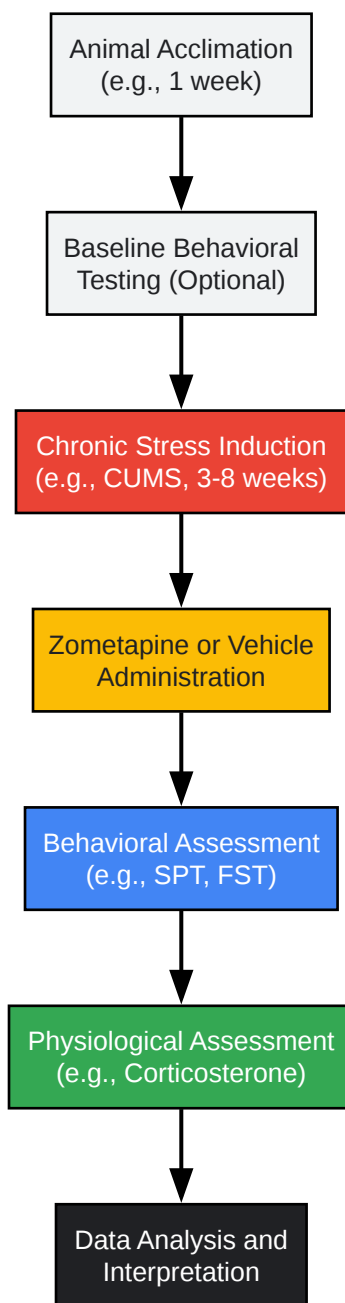 Animal Acclimation
(e.g., 1 week)
Baseline Behavioral
Testing (Optional)
Chronic Stress Induction
(e.g., CUMS, 3-8 weeks)
Zometapine or Vehicle
Administration
Behavioral Assessment
(e.g., SPT, FST)
Physiological Assessment
(e.g., Corticosterone)
Data Analysis and
Interpretation